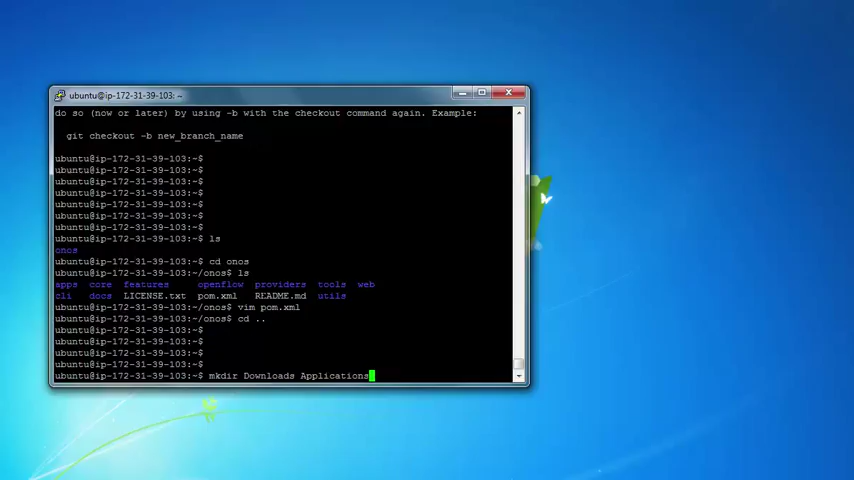 ubuntu@ip-172-31-39-103: ~
do so (now or later) by using -b with the checkout command again. Example:
git checkout -b new_branch_name
ubuntu@ip-172-31-39-103:~$
ubuntu@ip-172-31-39-103:~$
ubuntu@ip-172-31-39-103:~$
ubuntu@ip-172-31-39-103:~$
ubuntu@ip-172-31-39-103:~$
ubuntu@ip-172-31-39-103:~$
ubuntu@ip-172-31-39-103:~$
ubuntu@ip-172-31-39-103:~$ ls
onos
ubuntu@ip-172-31-39-103:~$ cd onos
ubuntu@ip-172-31-39-103:~/onos$ ls
apps core features openflow providers tools web
cli docs LICENSE.txt pom.xml README.md utils
ubuntu@ip-172-31-39-103:~/onos$ vim pom.xml
ubuntu@ip-172-31-39-103:~/onos$ cd ..
ubuntu@ip-172-31-39-103:~$
ubuntu@ip-172-31-39-103:~$
ubuntu@ip-172-31-39-103:~$
ubuntu@ip-172-31-39-103:~$
ubuntu@ip-172-31-39-103:~$ mkdir Downloads Applications